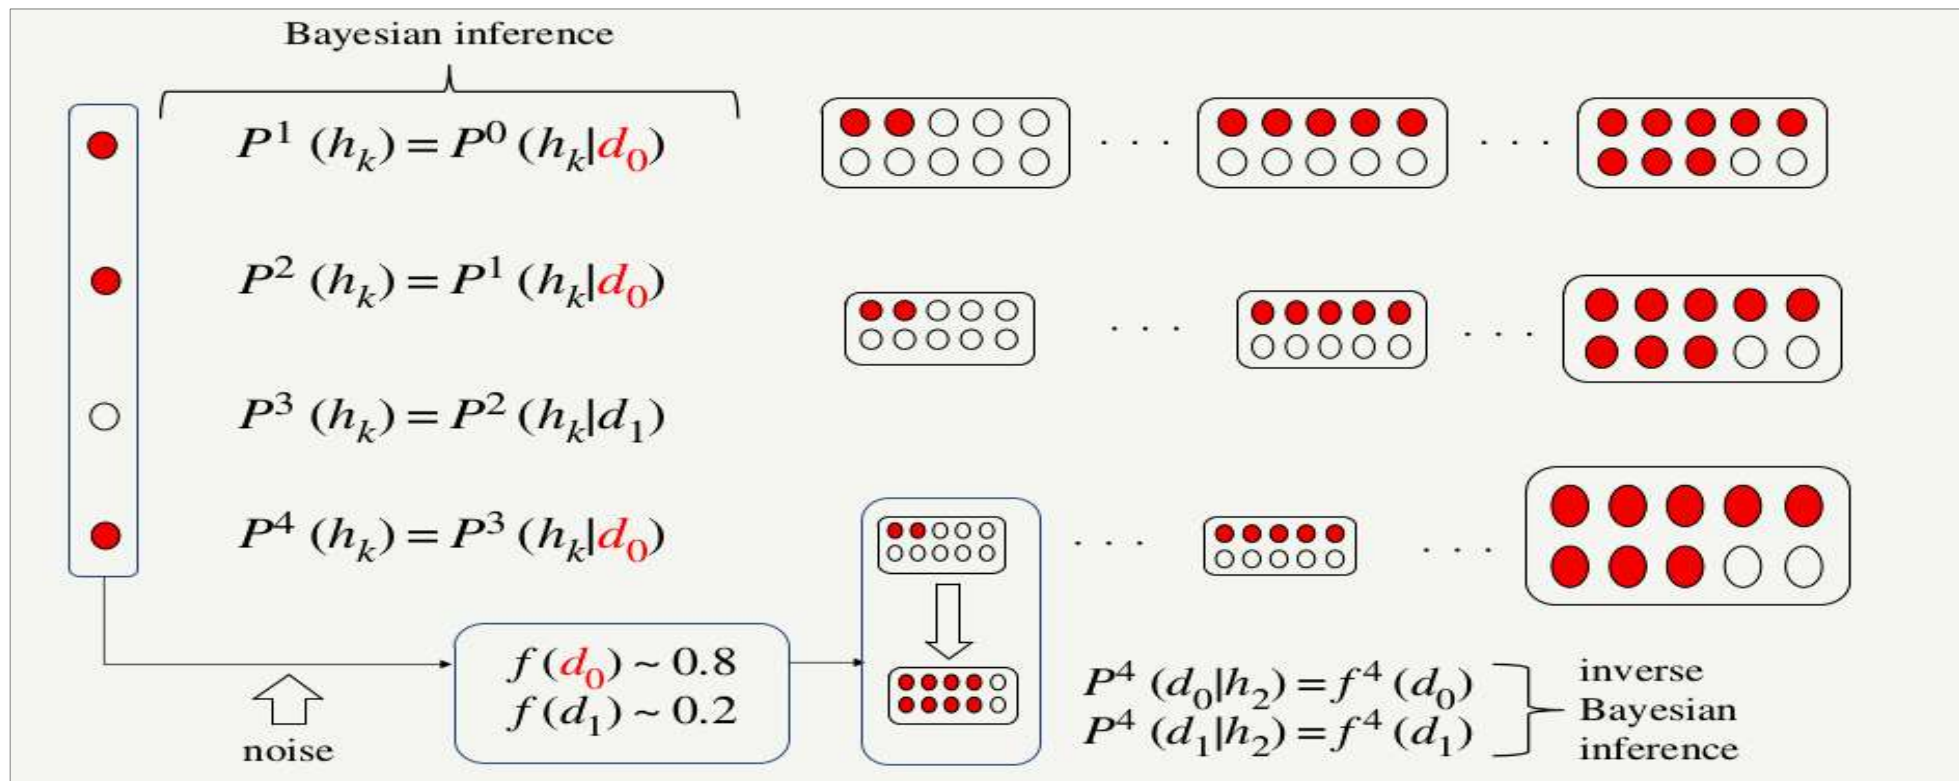 Bayesian inference
P¹ (hₖ) = P⁰ (hₖ|d₀)
. . .
. . .
P² (hₖ) = P¹ (hₖ|d₀)
. . .
. . .
P³ (hₖ) = P² (hₖ|d₁)
P⁴ (hₖ) = P³ (hₖ|d₀)
. . .
. . .
f (d₀) ~ 0.8
f (d₁) ~ 0.2
noise
P⁴ (d₀|h₂) = f⁴ (d₀)
P⁴ (d₁|h₂) = f⁴ (d₁)
inverse
Bayesian
inference